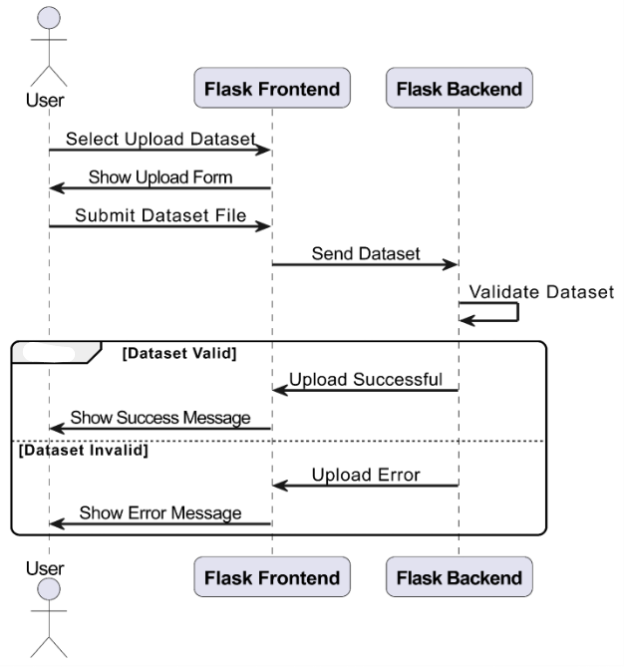 User
Flask Frontend
Flask Backend
Select Upload Dataset
Show Upload Form
Submit Dataset File
Send Dataset
Validate Dataset
[Dataset Valid]
Upload Successful
Show Success Message
[Dataset Invalid]
Upload Error
Show Error Message
User
Flask Frontend
Flask Backend